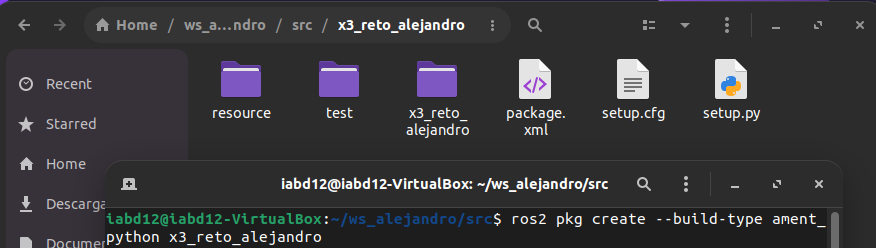 Home / ws_a...ndro / src / x3_reto_alejandro
Recent
Starred
Home
Descarga
Documen
resource
test
x3_reto_
alejandro
package.
xml
setup.cfg
setup.py
iabd12@iabd12-VirtualBox: ~/ws_alejandro/src
iabd12@iabd12-VirtualBox:~/ws_alejandro/src$ ros2 pkg create --build-type ament_
python x3_reto_alejandro